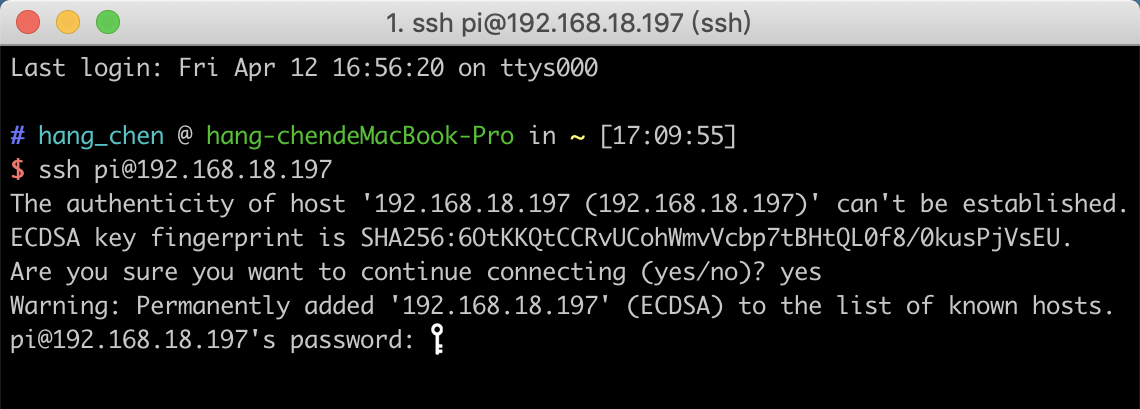 1. ssh pi@192.168.18.197 (ssh)
Last login: Fri Apr 12 16:56:20 on ttys000
# hang_chen @ hang-chendeMacBook-Pro in ~ [17:09:55]
$ ssh pi@192.168.18.197
The authenticity of host '192.168.18.197 (192.168.18.197)' can't be established.
ECDSA key fingerprint is SHA256:6OtKKQtCCRvUCohWmvVcbp7tBHtQL0f8/0kusPjVsEU.
Are you sure you want to continue connecting (yes/no)? yes
Warning: Permanently added '192.168.18.197' (ECDSA) to the list of known hosts.
pi@192.168.18.197's password: